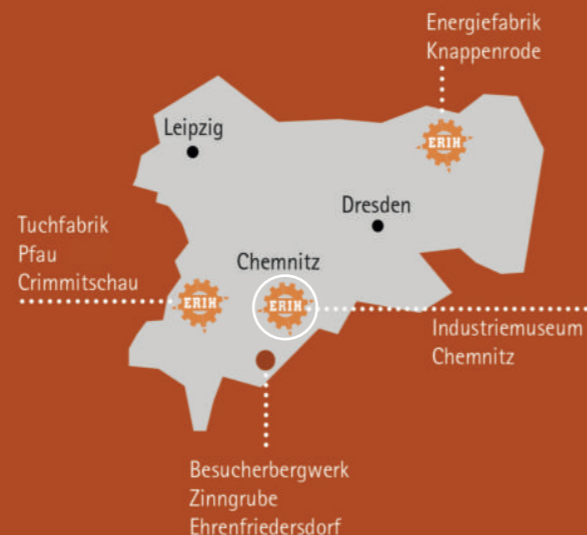 Energiefabrik
Knappenrode
ERIH
Leipzig
Dresden
Tuchfabrik
Pfau
Crimmitschau
ERIH
Chemnitz
ERIH
Industriemuseum
Chemnitz
Besucherbergwerk
Zinngrube
Ehrenfriedersdorf